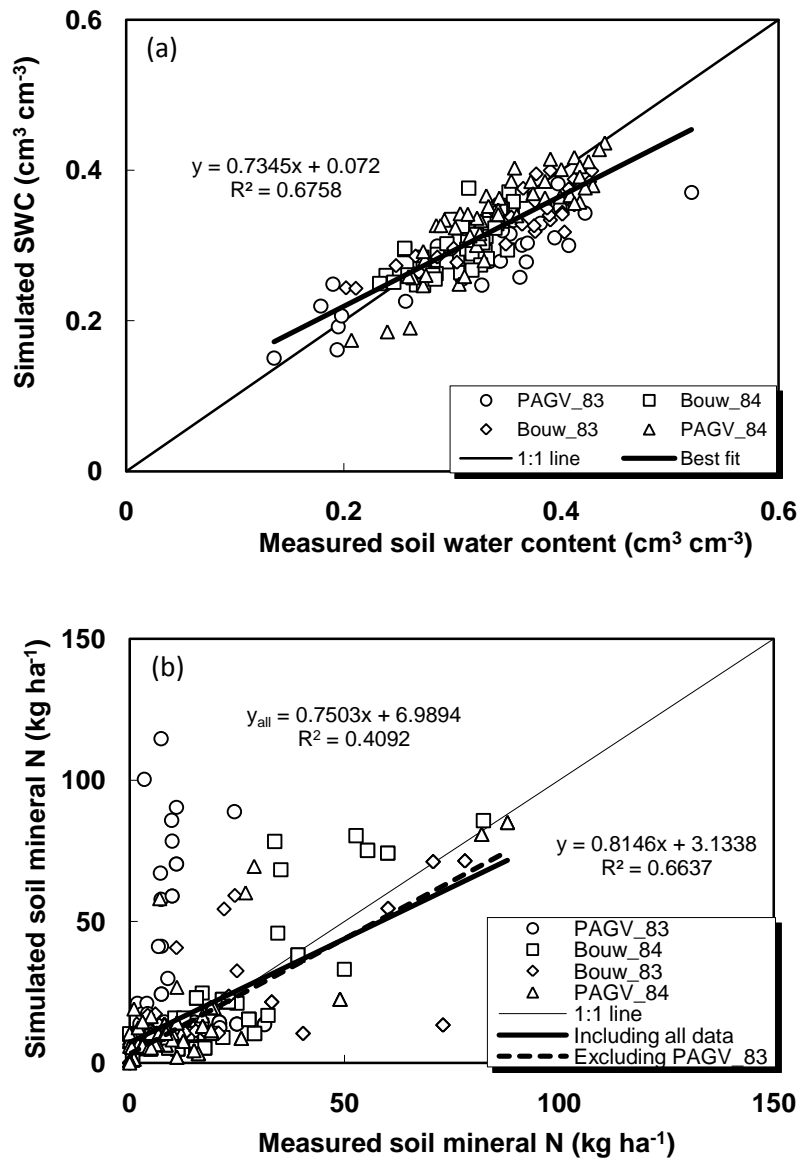 (a)
y = 0.7345x + 0.072
R² = 0.6758
Simulated SWC (cm³ cm⁻³)
0.6
0.4
0.2
0
0 0.2 0.4 0.6
PAGV_83 Bouw_84
Bouw_83 PAGV_84
1:1 line Best fit
Measured soil water content (cm³ cm⁻³)
(b)
y_all = 0.7503x + 6.9894
R² = 0.4092
y = 0.8146x + 3.1338
R² = 0.6637
Simulated soil mineral N (kg ha⁻¹)
150
100
50
0
0 50 100 150
PAGV_83
Bouw_84
Bouw_83
PAGV_84
1:1 line
Including all data
Excluding PAGV_83
Measured soil mineral N (kg ha⁻¹)